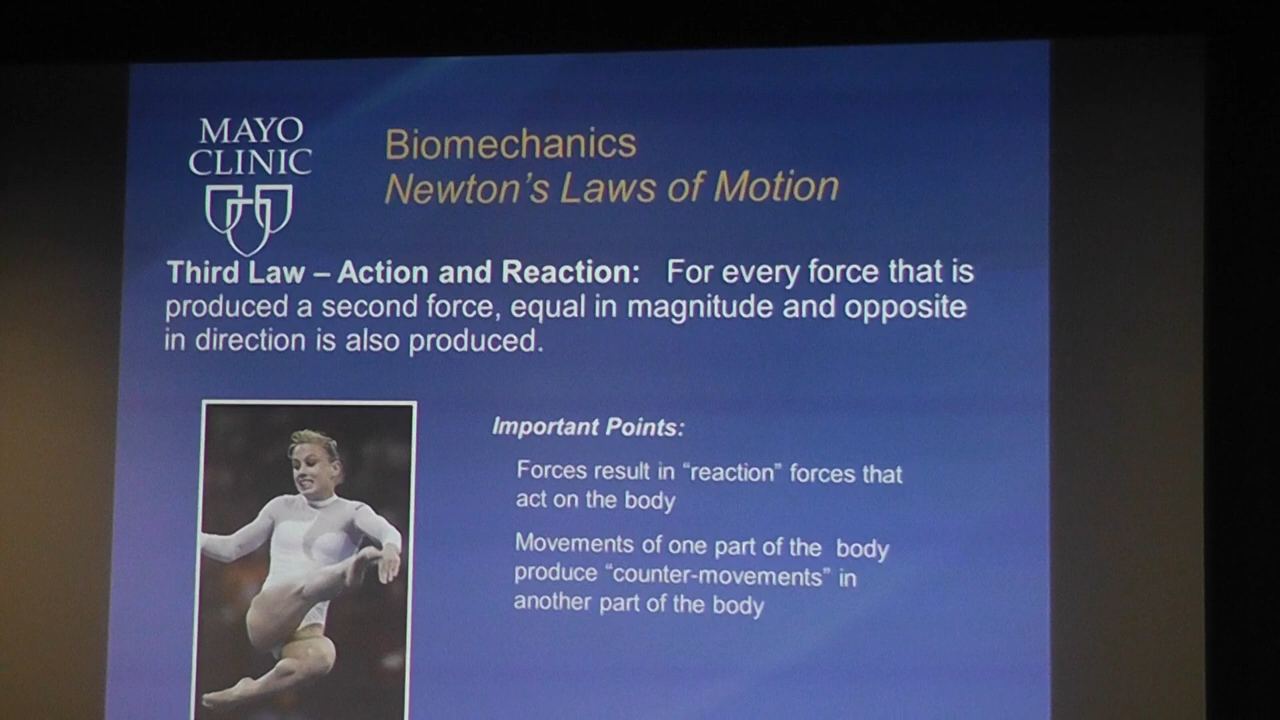 MAYO
CLINIC
Biomechanics
Newton's Laws of Motion
Third Law – Action and Reaction: For every force that is
produced a second force, equal in magnitude and opposite
in direction is also produced.
Important Points:
Forces result in “reaction” forces that
act on the body
Movements of one part of the body
produce “counter-movements” in
another part of the body